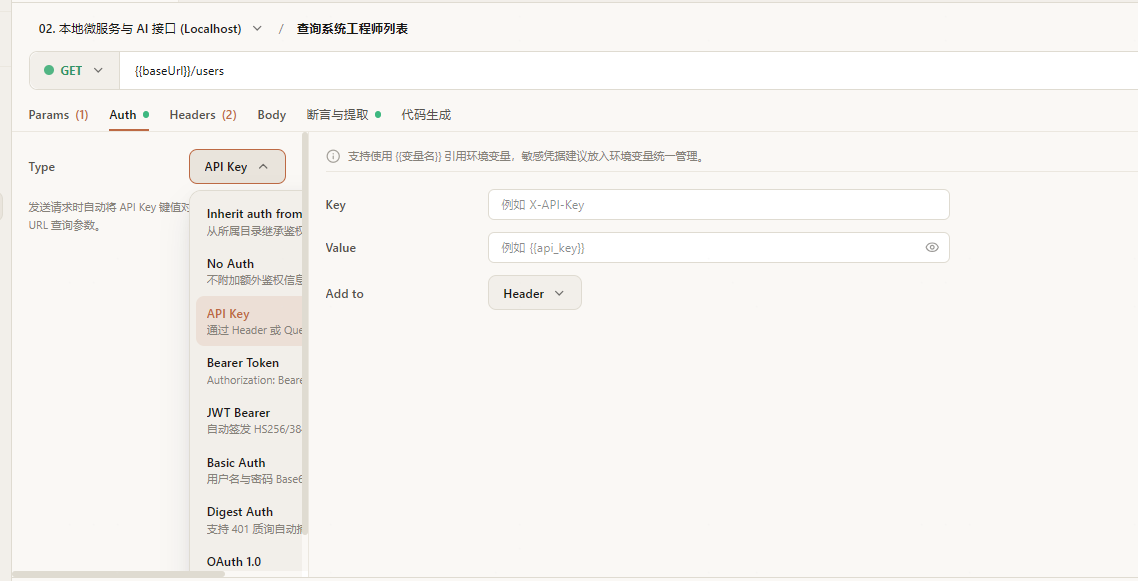 02. 本地微服务与 AI 接口 (Localhost) / 查询系统工程师列表
GET {{baseUrl}}/users
Params (1) Auth Headers (2) Body 断言与提取 代码生成
Type API Key
发送请求时自动将 API Key 键值对
URL 查询参数。
Inherit auth from
从所属目录继承鉴权
No Auth
不附加额外鉴权信息
API Key
通过 Header 或 Que
Bearer Token
Authorization: Beare
JWT Bearer
自动签发 HS256/384
Basic Auth
用户名与密码 Base6
Digest Auth
支持 401 质询自动
OAuth 1.0
支持使用 {{变量名}} 引用环境变量，敏感凭据建议放入环境变量统一管理。
Key 例如 X-API-Key
Value 例如 {{api_key}}
Add to Header